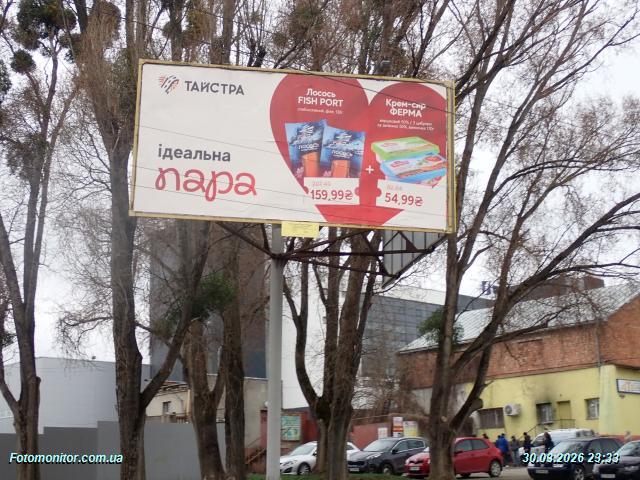 ТАЙСТРА
ідеальна
пара
Лосось
FISH PORT
Крем-сир
ФЕРМА
159,99₴
+
54,99₴
Fotomonitor.com.ua
30.03.2026 23:33